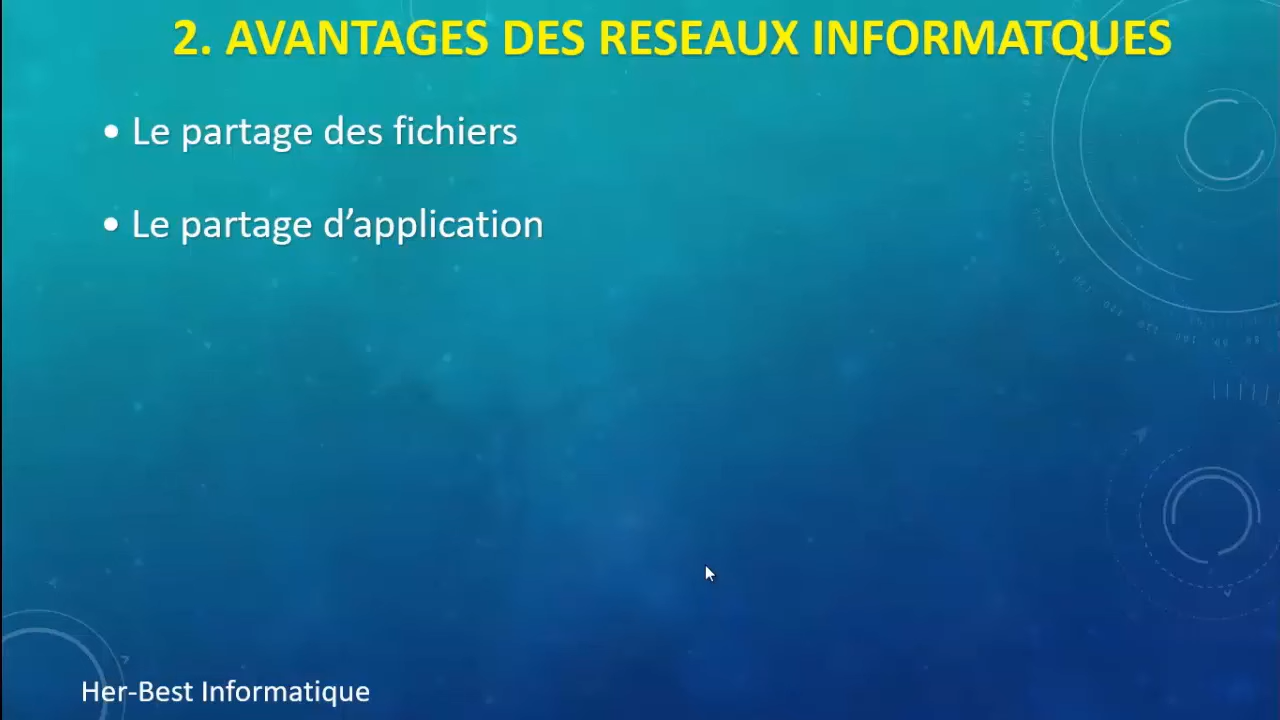 2. AVANTAGES DES RESEAUX INFORMATQUES
• Le partage des fichiers
• Le partage d’application
Her-Best Informatique